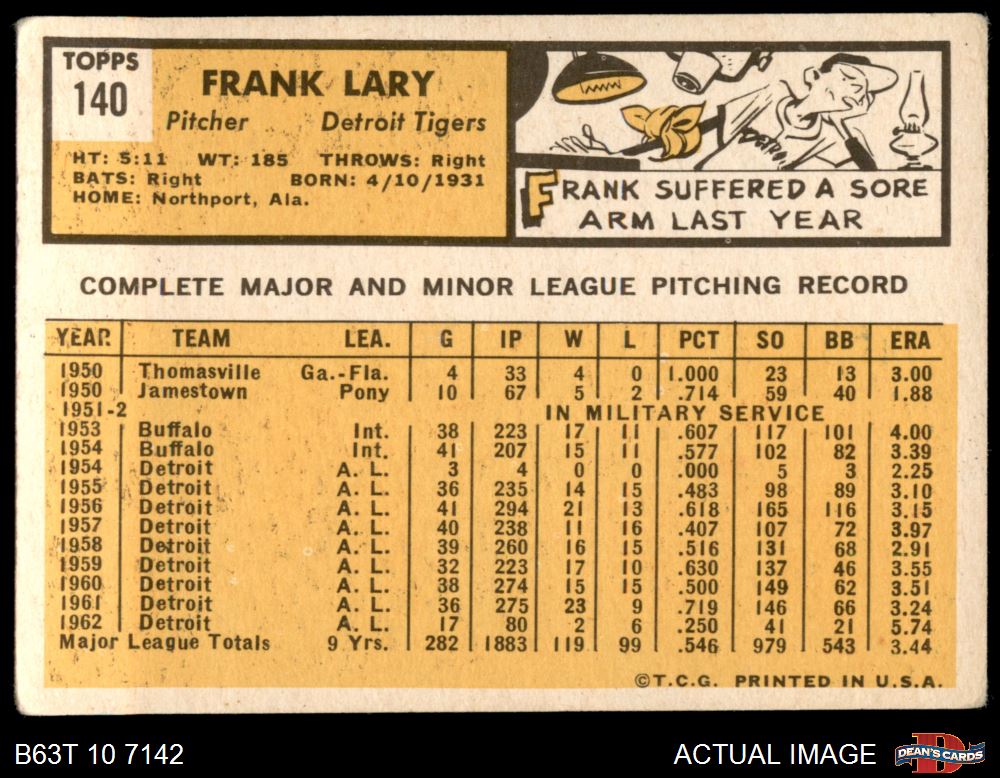 TOPPS
140
FRANK LARY
Pitcher Detroit Tigers
HT: 5:11 WT: 185 THROWS: Right
BATS: Right BORN: 4/10/1931
HOME: Northport, Ala.
DETROIT
FRANK SUFFERED A SORE
ARM LAST YEAR
COMPLETE MAJOR AND MINOR LEAGUE PITCHING RECORD
YEAR TEAM LEA. G IP W L PCT SO BB ERA
1950 Thomasville Ga.-Fla. 4 33 4 0 1.000 23 13 3.00
1950 Jamestown Pony 10 67 5 2 .714 59 40 1.88
1951-2 IN MILITARY SERVICE
1953 Buffalo Int. 38 223 17 11 .607 117 101 4.00
1954 Buffalo Int. 41 207 15 11 .577 102 82 3.39
1954 Detroit A. L. 3 4 0 0 .000 5 3 2.25
1955 Detroit A. L. 36 235 14 15 .483 98 89 3.10
1956 Detroit A. L. 41 294 21 13 .618 165 116 3.15
1957 Detroit A. L. 40 238 11 16 .407 107 72 3.97
1958 Detroit A. L. 39 260 16 15 .516 131 68 2.91
1959 Detroit A. L. 32 223 17 10 .630 137 46 3.55
1960 Detroit A. L. 38 274 15 15 .500 149 62 3.51
1961 Detroit A. L. 36 275 23 9 .719 146 66 3.24
1962 Detroit A. L. 17 80 2 6 .250 41 21 5.74
Major League Totals 9 Yrs. 282 1883 119 99 .546 979 543 3.44
©T.C.G. PRINTED IN U.S.A.
B63T 10 7142 ACTUAL IMAGE
DEAN'S CARDS